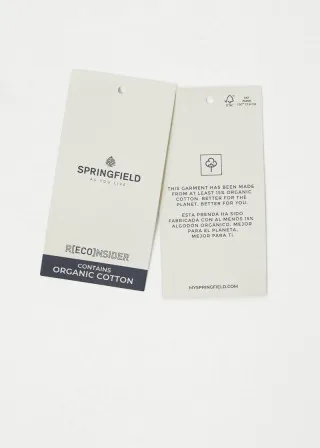 SPRINGFIELD
AS YOU LIVE
R[ECO]NSIDER
CONTAINS
ORGANIC COTTON
FSC
THIS GARMENT HAS BEEN MADE
FROM AT LEAST 15% ORGANIC
COTTON. BETTER FOR THE
PLANET. BETTER FOR YOU.
ESTA PRENDA HA SIDO
FABRICADA CON AL MENOS 15%
ALGODÓN ORGÁNICO. MEJOR
PARA EL PLANETA.
MEJOR PARA TI.
MYSPRINGFIELD.COM